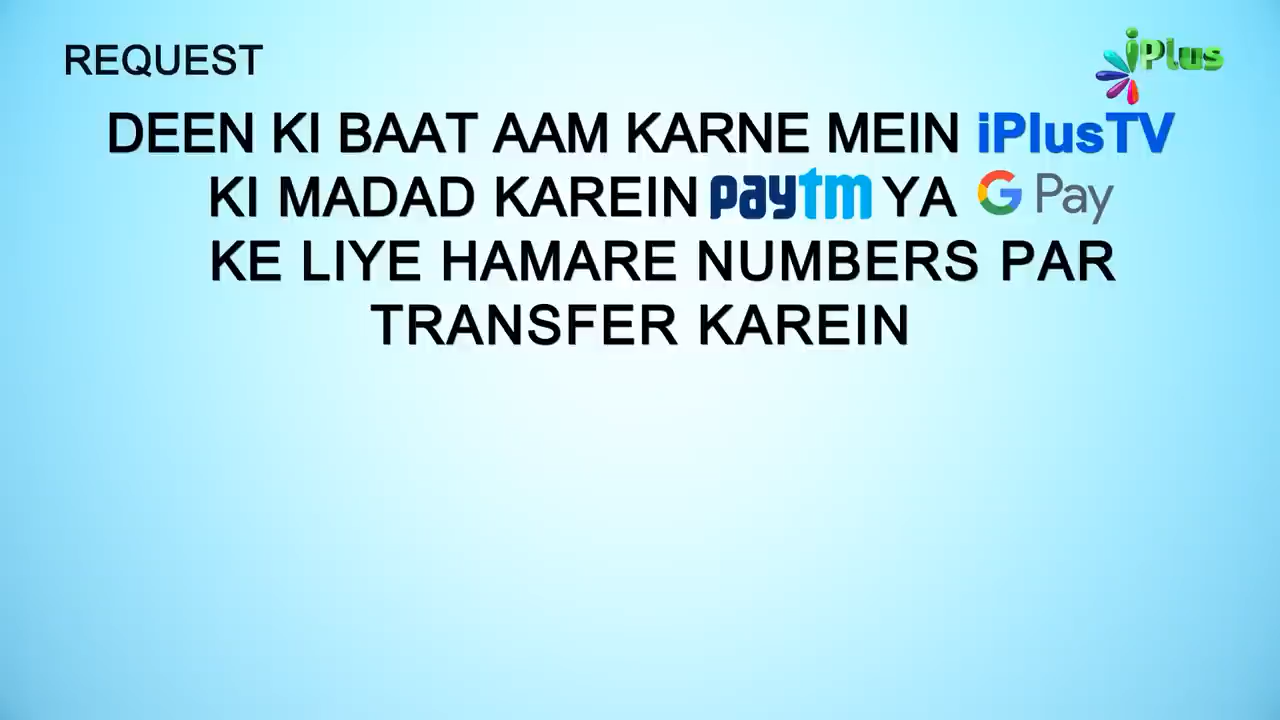 REQUEST
iPlus
DEEN KI BAAT AAM KARNE MEIN iPlusTV
KI MADAD KAREIN paytm YA G Pay
KE LIYE HAMARE NUMBERS PAR
TRANSFER KAREIN